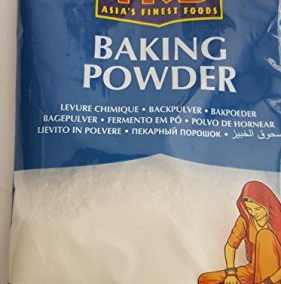 ASIA'S FINEST FOODS
BAKING
POWDER
LEVURE CHIMIQUE • BACKPULVER • BAKPOEDER
BAGEPULVER • FERMENTO EM PÓ • POLVO DE HORNEAR
LIEVITO IN POLVERE • ПЕКАРНЫЙ ПОРОШОК • مسحوق الخبيز